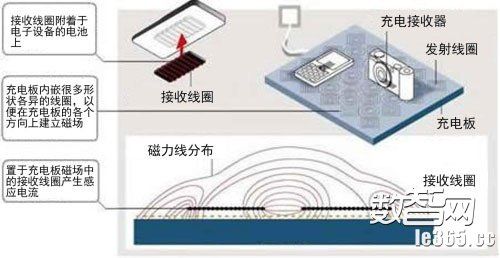 接收线圈附着于
电子设备的电池
上
接收线圈
充电接收器
发射线圈
充电板
充电板内嵌很多形
状各异的线圈，以
便在充电板的各个
方向上建立磁场
磁力线分布
接收线圈
置于充电板磁场中
的接收线圈产生感
应电流
数智网
le365.cc